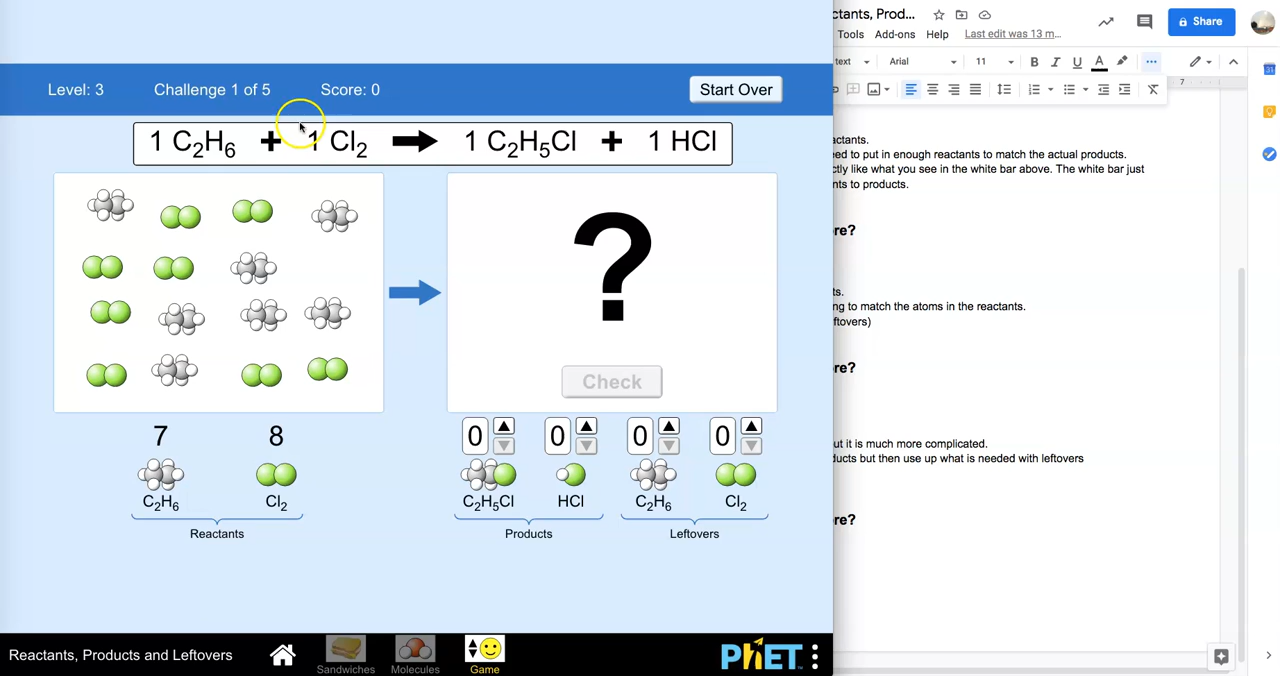 Level: 3 Challenge 1 of 5 Score: 0 Start Over
1 C₂H₆ + 1 Cl₂ → 1 C₂H₅Cl + 1 HCl
?
Check
7 8 0 0 0 0
C₂H₆ Cl₂ C₂H₅Cl HCl C₂H₆ Cl₂
Reactants Products Leftovers
Reactants, Products and Leftovers
Sandwiches Molecules Game
PhET
ctants, Prod...
Share
Tools Add-ons Help Last edit was 13 m...
text Arial 11 B I U A
7
31
actants.
eed to put in enough reactants to match the actual products.
ctly like what you see in the white bar above. The white bar just
nts to products.
re?
ts.
ng to match the atoms in the reactants.
ftovers)
re?
ut it is much more complicated.
ducts but then use up what is needed with leftovers
re?